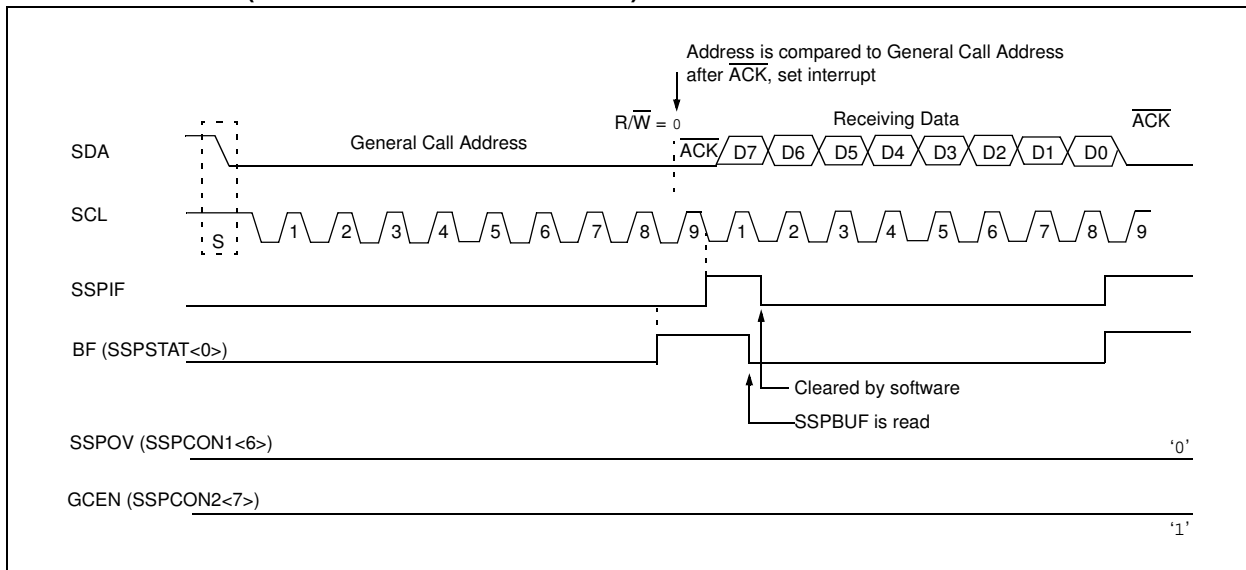 Address is compared to General Call Address
after ACK, set interrupt
R/W = 0
Receiving Data
ACK
SDA
General Call Address
ACK
D7 D6 D5 D4 D3 D2 D1 D0
SCL
S
1 2 3 4 5 6 7 8 9 1 2 3 4 5 6 7 8 9
SSPIF
BF (SSPSTAT<0>)
Cleared by software
SSPBUF is read
SSPOV (SSPCON1<6>)
‘0’
GCEN (SSPCON2<7>)
‘1’